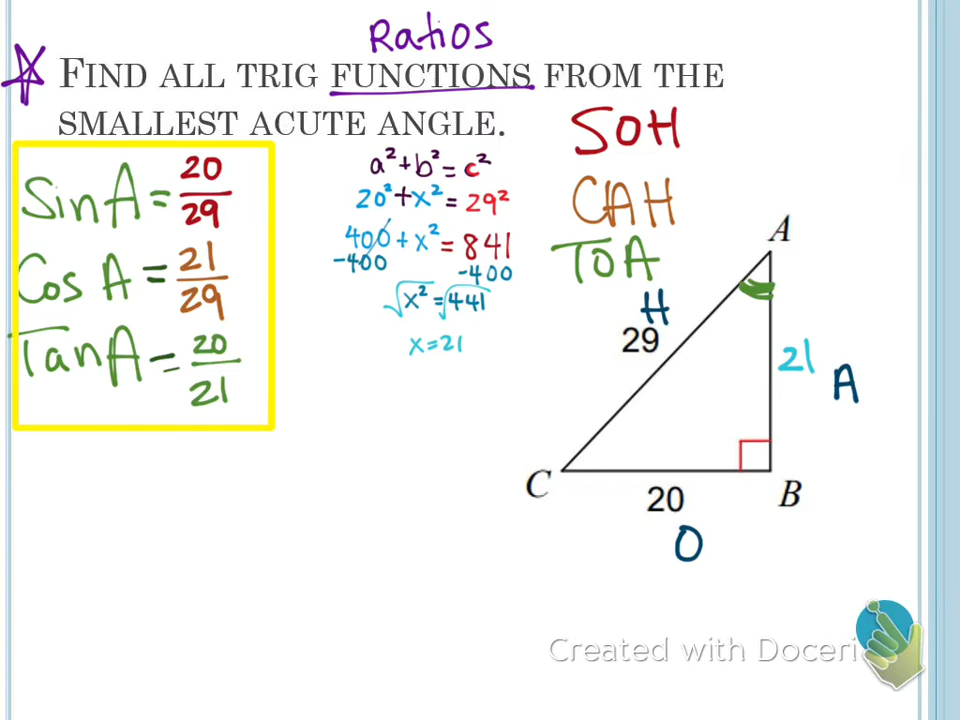 Ratios
FIND ALL TRIG FUNCTIONS FROM THE
SMALLEST ACUTE ANGLE.
Sin A = 20/29
Cos A = 21/29
Tan A = 20/21
a² + b² = c²
20² + x² = 29²
400 + x² = 841
-400 -400
√x² = √441
x = 21
SOH
CAH
TOA
A
H
29
21
A
C
B
20
O
Created with Doceri